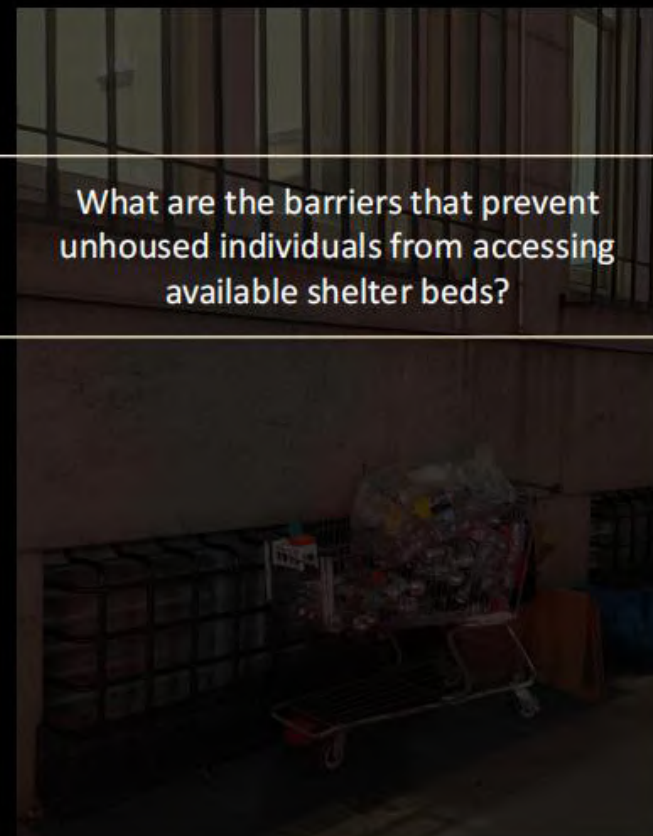 What are the barriers that prevent
unhoused individuals from accessing
available shelter beds?